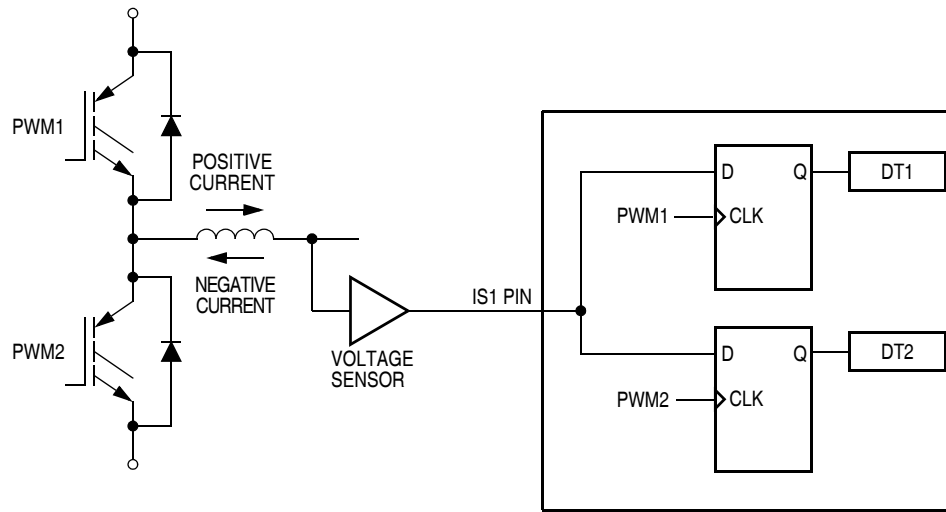 PWM1
POSITIVE
CURRENT
NEGATIVE
CURRENT
PWM2
VOLTAGE
SENSOR
IS1 PIN
D
Q
DT1
PWM1
CLK
D
Q
DT2
PWM2
CLK